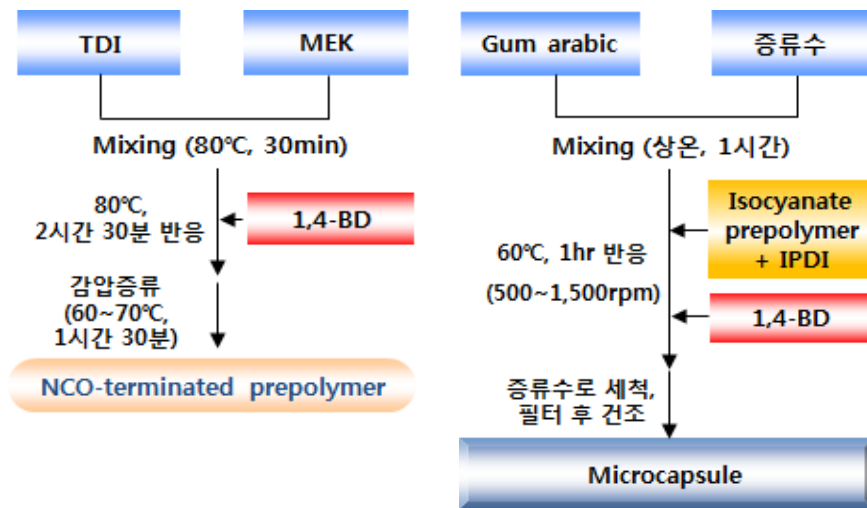 TDI
MEK
Mixing (80℃, 30min)
80℃,
2시간 30분 반응
1,4-BD
감압증류
(60~70℃,
1시간 30분)
NCO-terminated prepolymer
Gum arabic
증류수
Mixing (상온, 1시간)
Isocyanate
prepolymer
+ IPDI
60℃, 1hr 반응
(500~1,500rpm)
1,4-BD
증류수로 세척,
필터 후 건조
Microcapsule